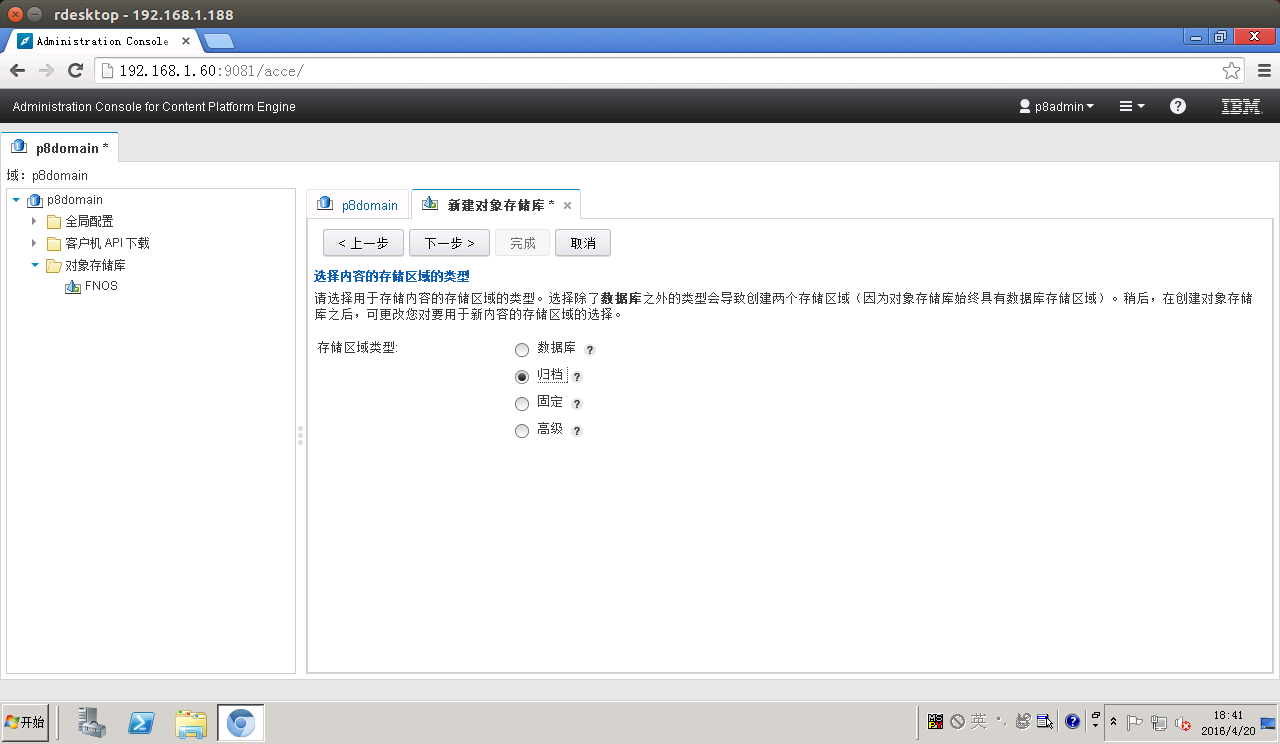 rdesktop - 192.168.1.188
Administration Console
192.168.1.60:9081/acce/
Administration Console for Content Platform Engine
p8admin
IBM
p8domain *
域：p8domain
p8domain
全局配置
客户机 API 下载
对象存储库
FNOS
p8domain
新建对象存储库 *
< 上一步
下一步 >
完成
取消
选择内容的存储区域的类型
请选择用于存储内容的存储区域的类型。选择除了数据库之外的类型会导致创建两个存储区域（因为对象存储库始终具有数据库存储区域）。稍后，在创建对象存储
库之后，可更改您对要用于新内容的存储区域的选择。
存储区域类型:
数据库 ?
归档 ?
固定 ?
高级 ?
开始
英
18:41
2016/4/20